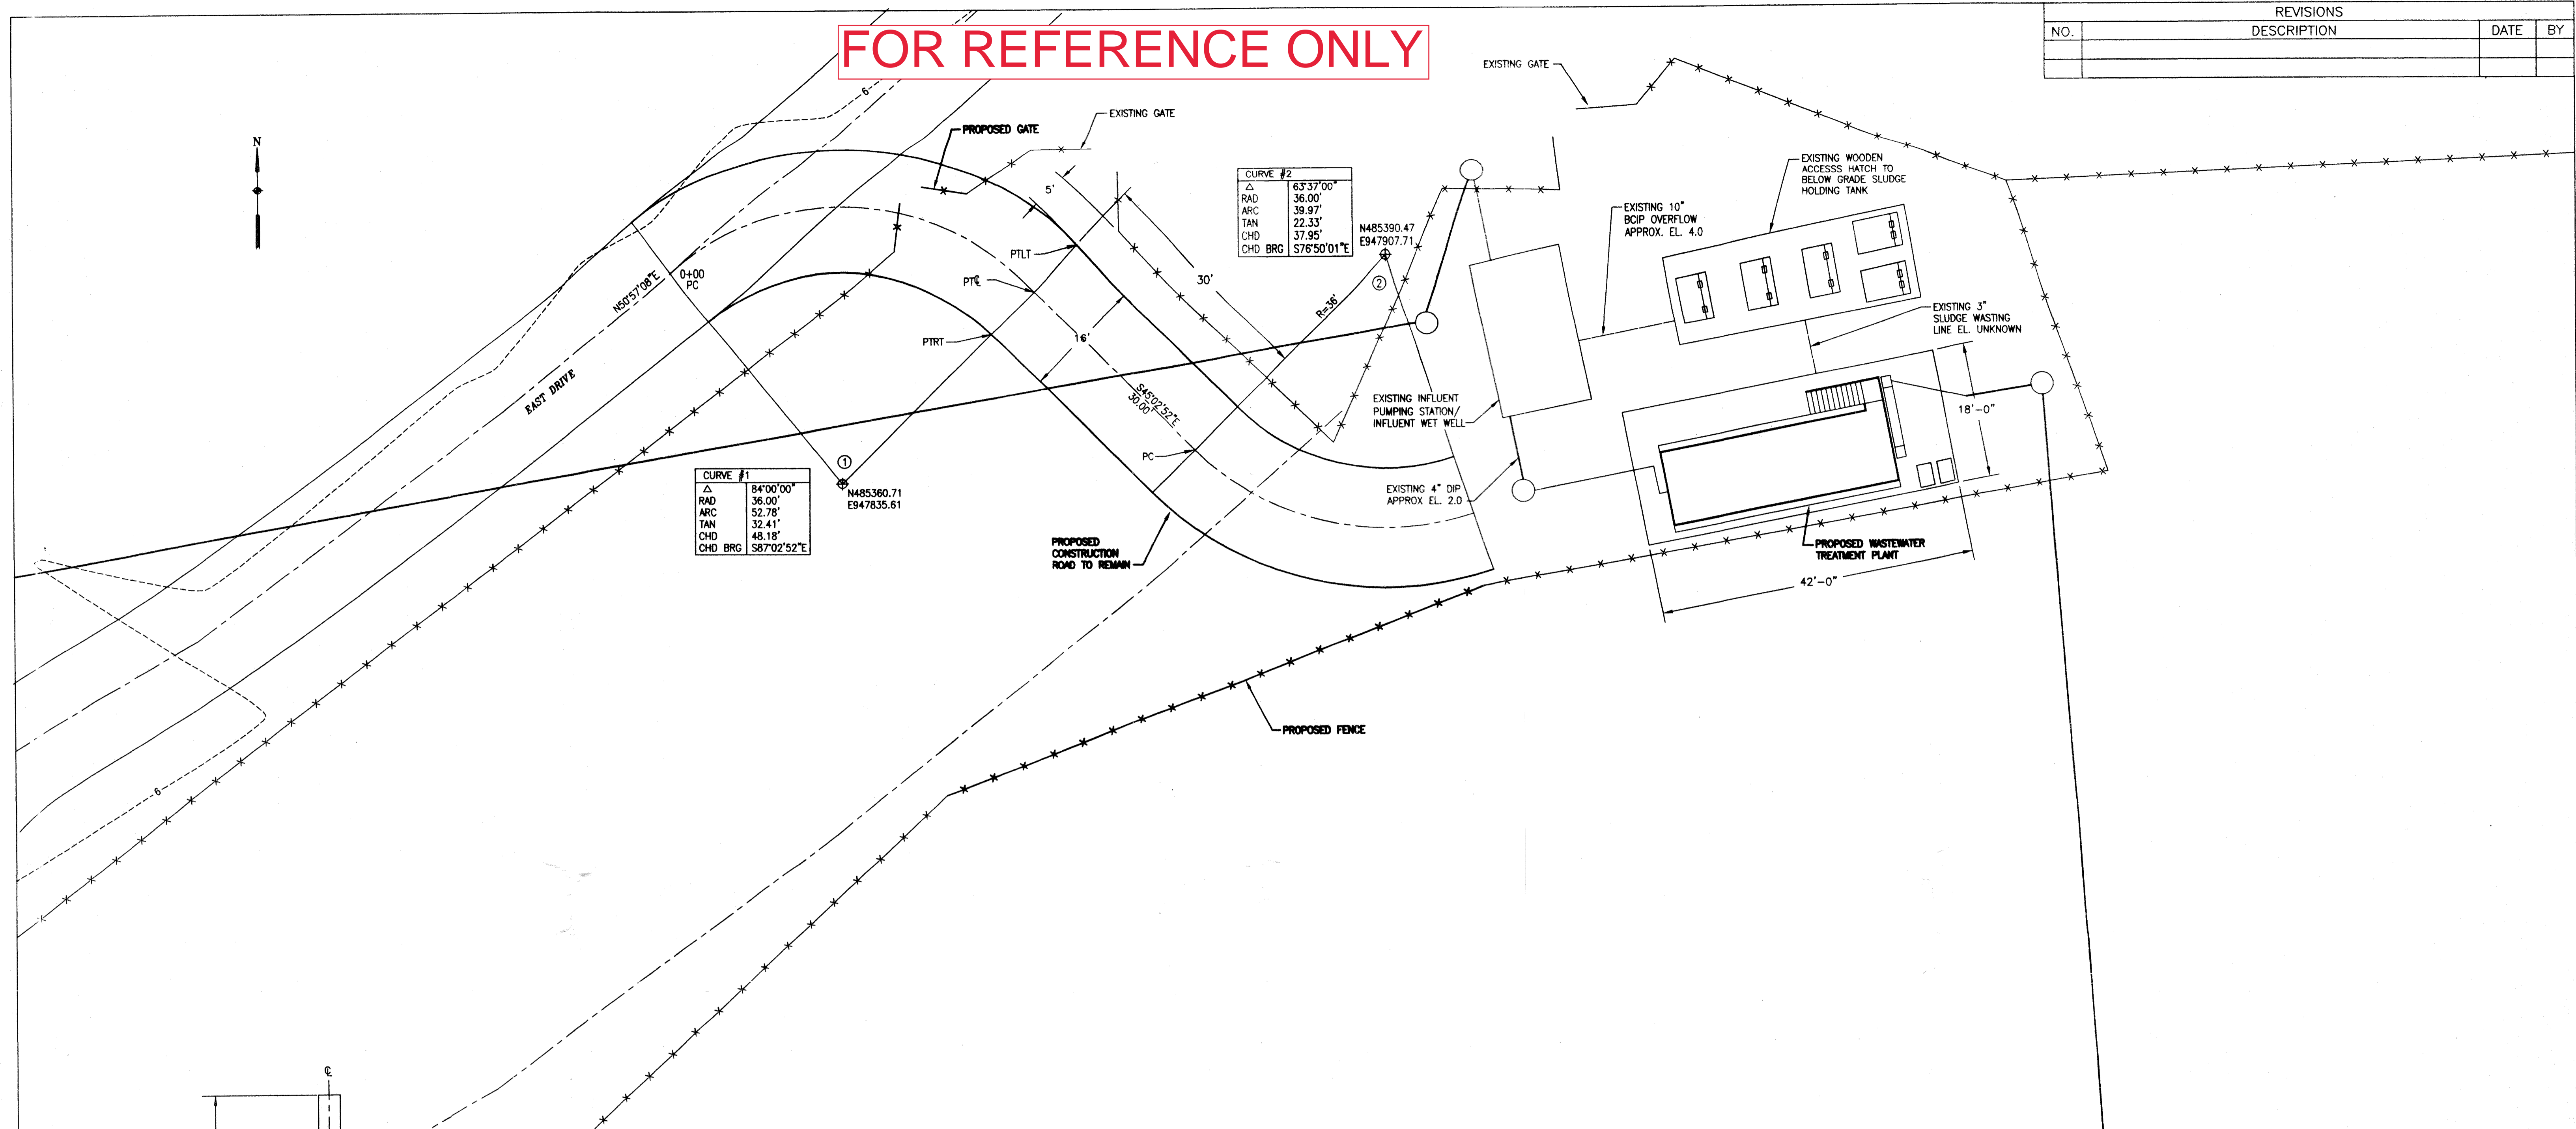 FOR REFERENCE ONLY
REVISIONS
NO. DESCRIPTION DATE BY
N
6
PROPOSED GATE
EXISTING GATE
EXISTING GATE
5'
CURVE #2
△ 63°37'00"
RAD 36.00'
ARC 39.97'
TAN 22.33'
CHD 37.95'
CHD BRG S76°50'01"E
N485390.47
E947907.71
2
EXISTING WOODEN
ACCESSS HATCH TO
BELOW GRADE SLUDGE
HOLDING TANK
EXISTING 10"
BCIP OVERFLOW
APPROX. EL. 4.0
EXISTING 3"
SLUDGE WASTING
LINE EL. UNKNOWN
PTLT
PT℄
PTRT
0+00
PC
N50°57'08"E
EAST DRIVE
30'
R=36'
16'
S45°02'52"E
30.00'
PC
EXISTING INFLUENT
PUMPING STATION/
INFLUENT WET WELL
EXISTING 4" DIP
APPROX EL. 2.0
18'-0"
1
N485360.71
E947835.61
CURVE #1
△ 84°00'00"
RAD 36.00'
ARC 52.78'
TAN 32.41'
CHD 48.18'
CHD BRG S87°02'52"E
PROPOSED
CONSTRUCTION
ROAD TO REMAIN
PROPOSED WASTEWATER
TREATMENT PLANT
42'-0"
PROPOSED FENCE
6
℄